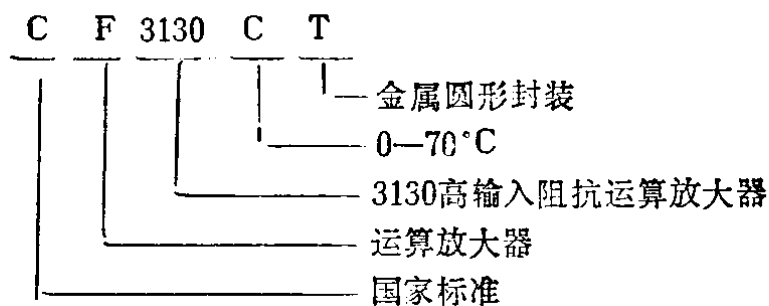 C F 3130 C T
金属圆形封装
0—70°C
3130高输入阻抗运算放大器
运算放大器
国家标准